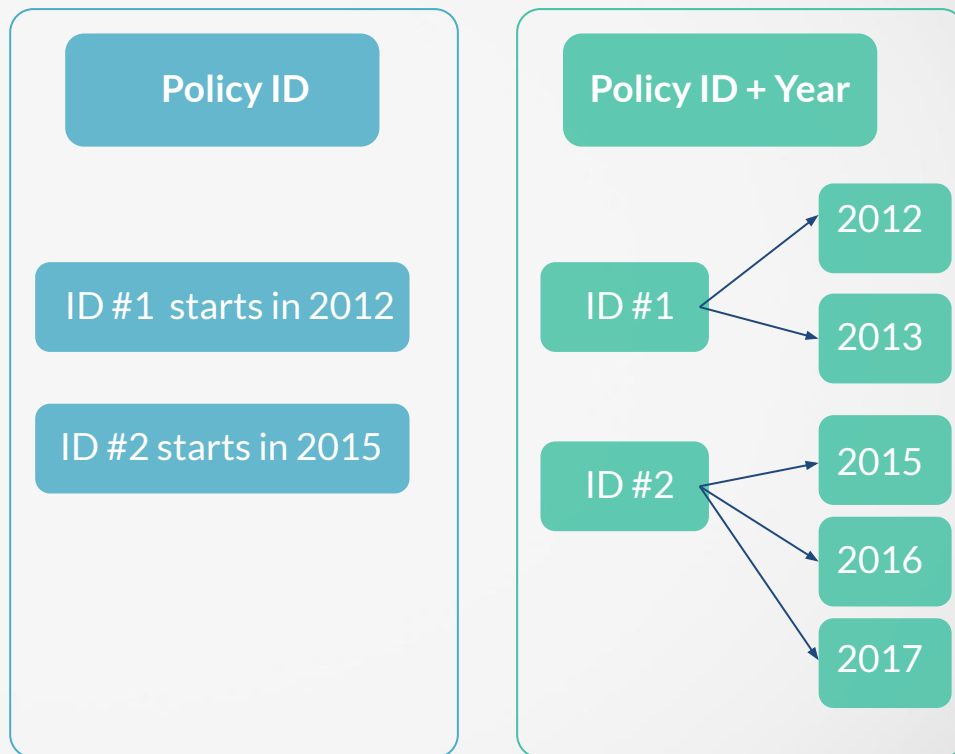 Policy ID
ID #1  starts in 2012
ID #2 starts in 2015
Policy ID + Year
ID #1
2012
2013
ID #2
2015
2016
2017